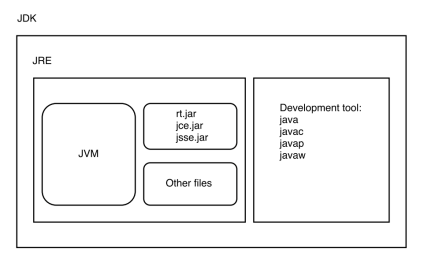 JDK
JRE
JVM
rt.jar
jce.jar
jsse.jar
Other files
Development tool:
java
javac
javap
javaw